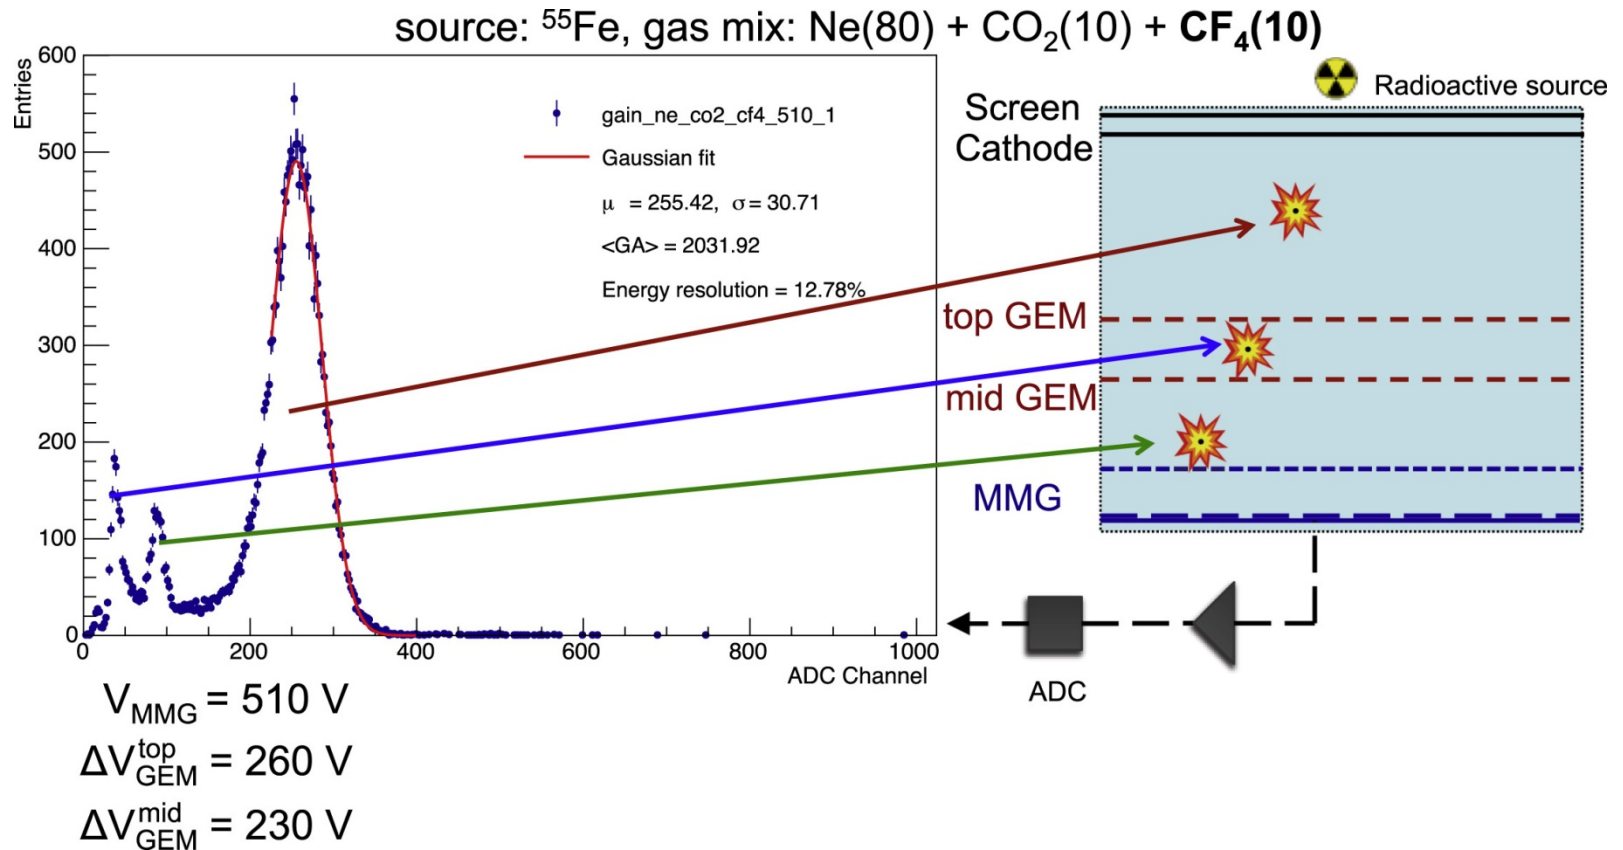 source: ⁵⁵Fe, gas mix: Ne(80) + CO₂(10) + CF₄(10)
Entries
600
500
400
300
200
100
0
0
200
400
600
800
1000
ADC Channel
gain_ne_co2_cf4_510_1
Gaussian fit
μ = 255.42, σ = 30.71
<GA> = 2031.92
Energy resolution = 12.78%
Radioactive source
Screen
Cathode
top GEM
mid GEM
MMG
ADC
V_MMG = 510 V
ΔV_GEM^top = 260 V
ΔV_GEM^mid = 230 V